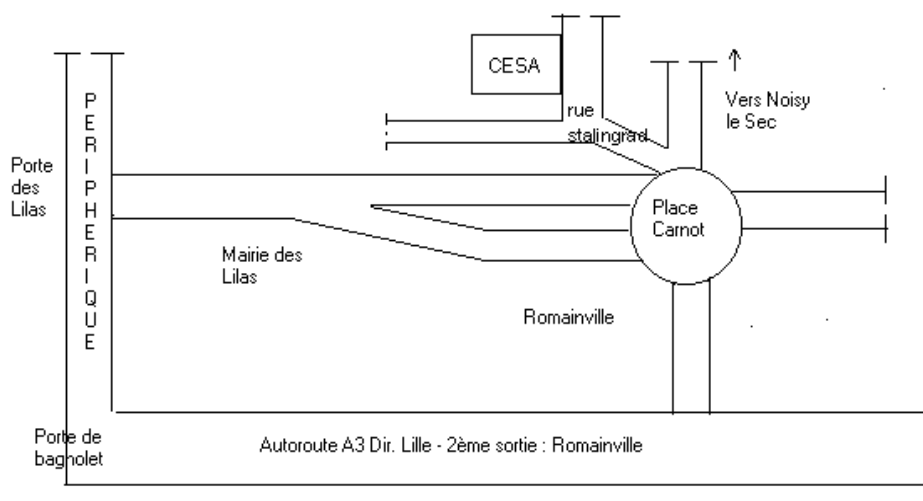 CESA
rue
stalingrad
Vers Noisy
le Sec
PERIPHERIQUE
Porte
des
Lilas
Place
Carnot
Mairie des
Lilas
Romainville
Porte de
bagnolet
Autoroute A3 Dir. Lille - 2ème sortie : Romainville